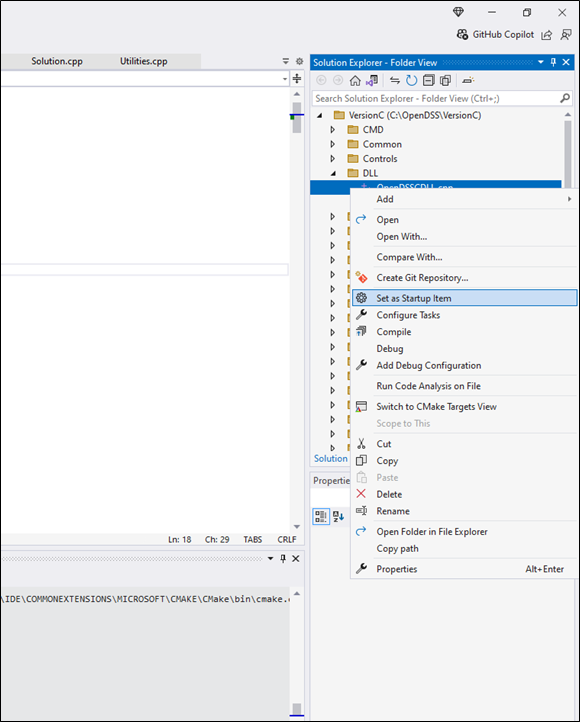 GitHub Copilot
Solution.cpp
Utilities.cpp
Solution Explorer - Folder View
Search Solution Explorer - Folder View (Ctrl+;)
VersionC (C:\OpenDSS\VersionC)
CMD
Common
Controls
DLL
OpenDSSCDLL.cpp
Add
Open
Open With...
Compare With...
Create Git Repository...
Set as Startup Item
Configure Tasks
Compile
Debug
Add Debug Configuration
Run Code Analysis on File
Switch to CMake Targets View
Scope to This
Cut
Copy
Paste
Delete
Rename
Open Folder in File Explorer
Copy path
Properties Alt+Enter
Solution
Properties
Ln: 18 Ch: 29 TABS CRLF
\IDE\COMMONEXTENSIONS\MICROSOFT\CMAKE\CMake\bin\cmake.